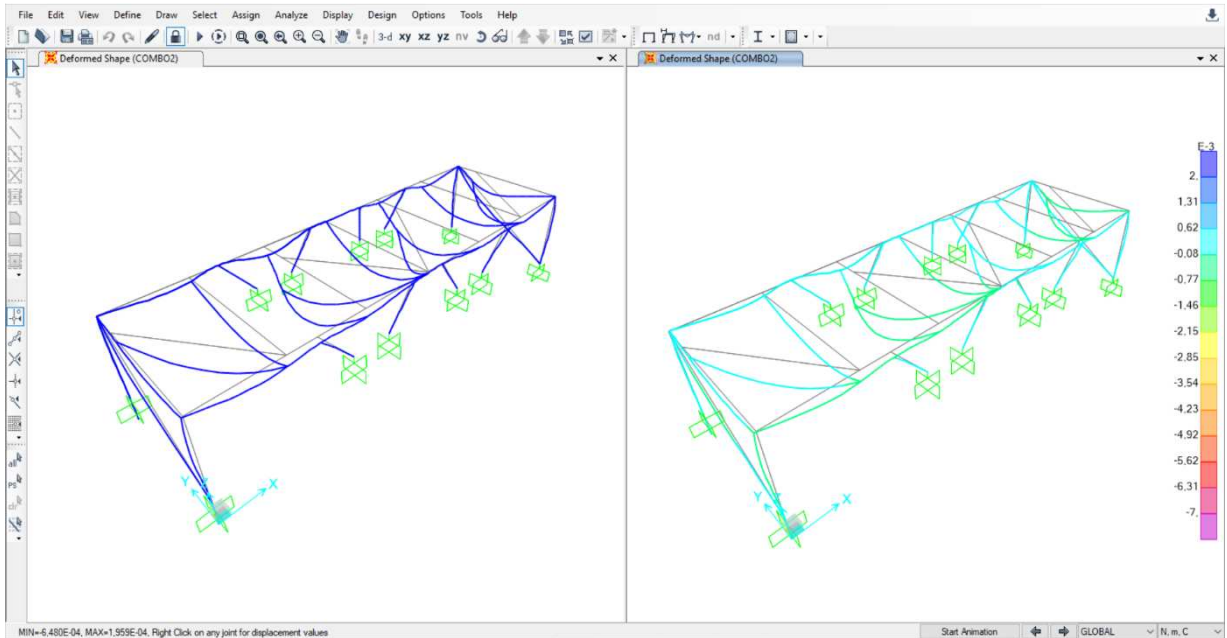 File Edit View Define Draw Select Assign Analyze Display Design Options Tools Help
3-d xy xz yz nv nd
Deformed Shape (COMBO2)
Deformed Shape (COMBO2)
E-3
2,
1.31
0.62
-0.08
-0.77
-1.46
-2.15
-2.85
-3.54
-4.23
-4.92
-5.62
-6.31
-7,
Y Z X
Y Z X
all
PS
clr
MIN=-6,480E-04, MAX=1,959E-04, Right Click on any joint for displacement values
Start Animation GLOBAL N, m, C